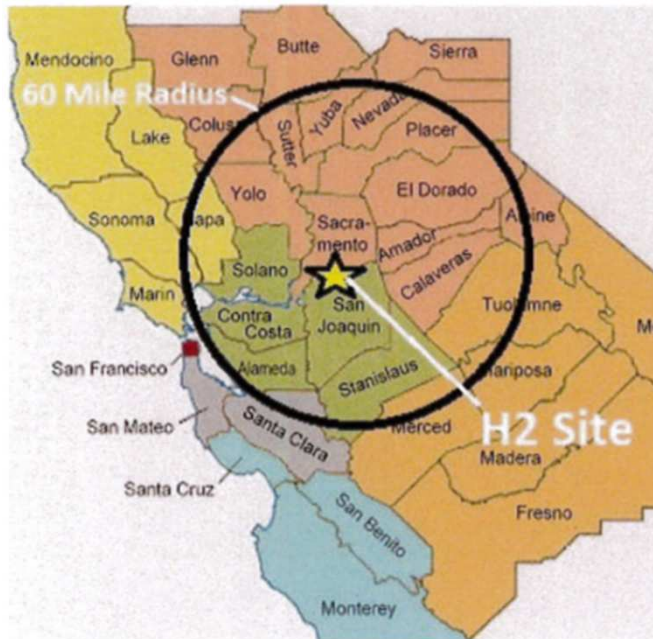 Mendocino
Glenn
Butte
Sierra
60 Mile Radius
Lake
Colus
Sutter
Yuba
Nevada
Placer
Yolo
El Dorado
Sonoma
Napa
Sacra-
mento
Amador
Alpine
Solano
Calaveras
Marin
Contra
Costa
San
Joaquin
Tuolumne
San Francisco
Alameda
Stanislaus
Mariposa
San Mateo
Santa Clara
Merced
H2 Site
Madera
Santa Cruz
San Benito
Fresno
Monterey